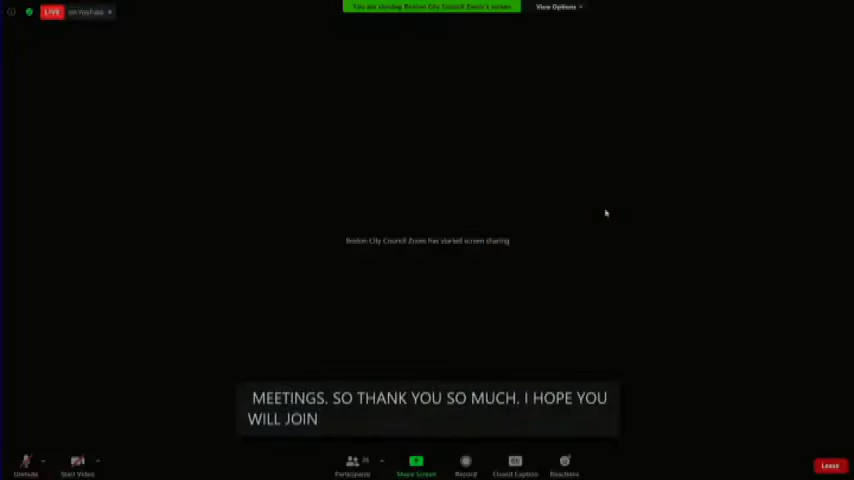 LIVE on YouTube
You are viewing Boston City Council Zoom's screen
View Options
Boston City Council Zoom has started screen sharing
MEETINGS. SO THANK YOU SO MUCH. I HOPE YOU
WILL JOIN
Unmute
Start Video
Participants
Share Screen
Record
Closed Caption
Reactions
Leave